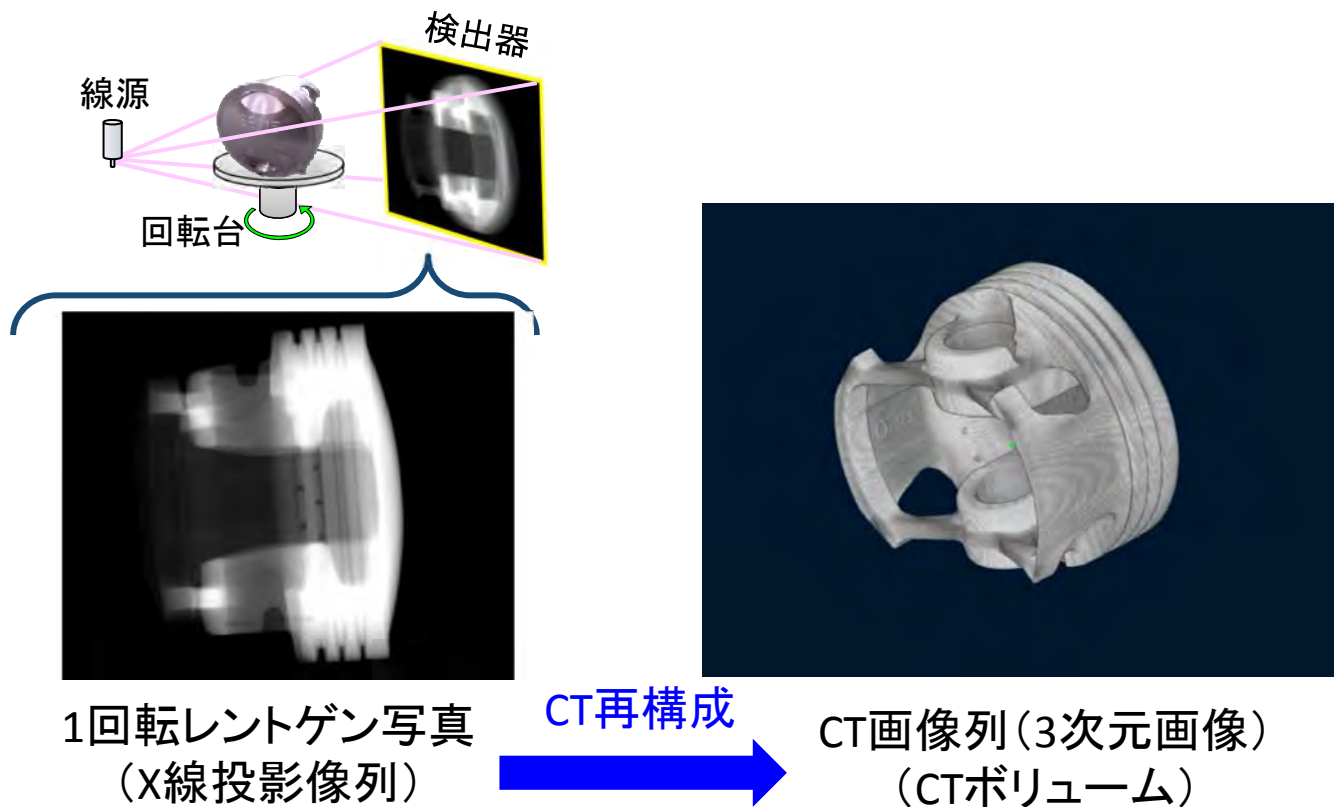 検出器
線源
回転台
1回転レントゲン写真
（X線投影像列）
CT再構成
CT画像列（3次元画像）
（CTボリューム）